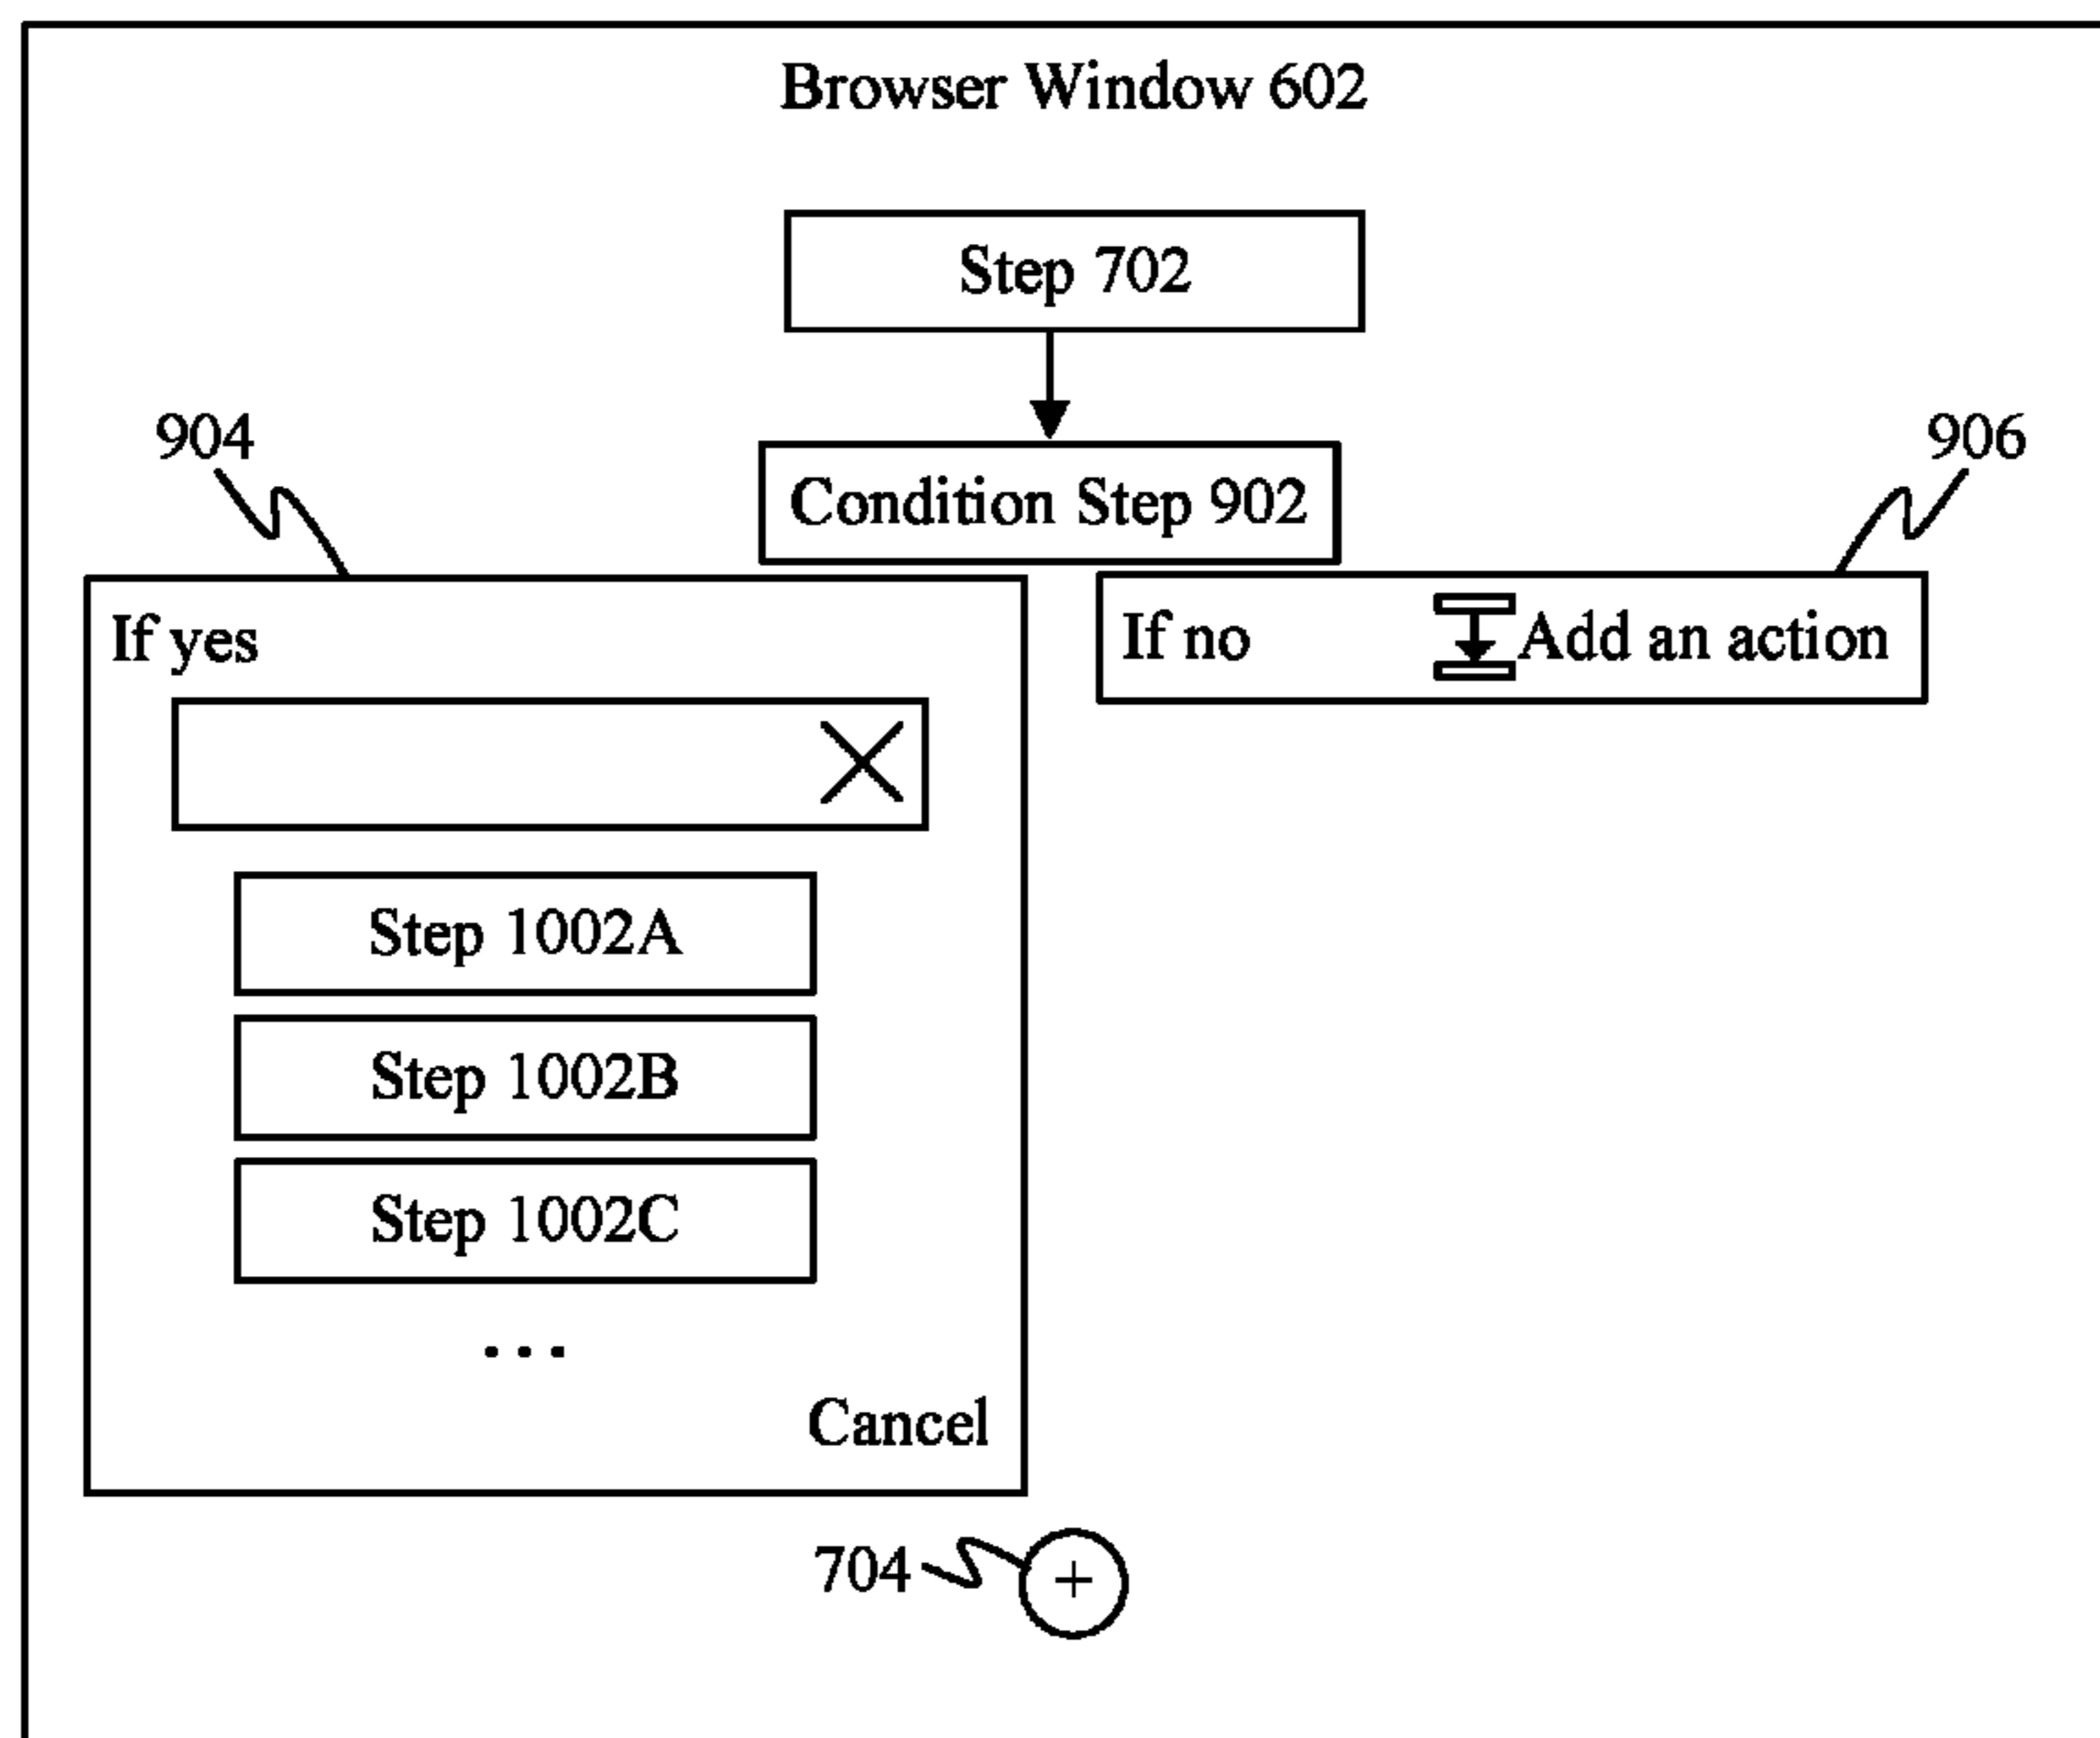 Browser Window 602
Step 702
904
906
Condition Step 902
If yes
If no
Add an action
Step 1002A
Step 1002B
Step 1002C
...
Cancel
704
+